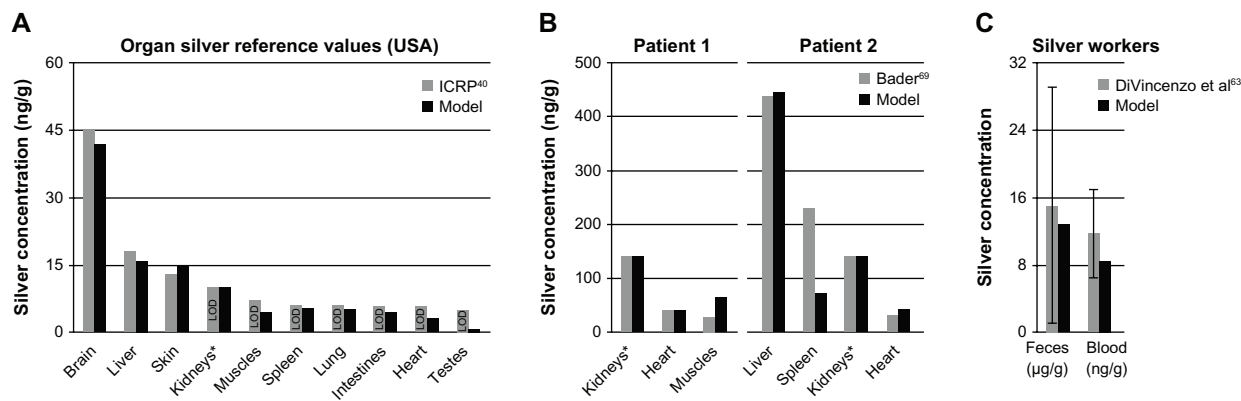 A
Organ silver reference values (USA)
Silver concentration (ng/g)
60
45
30
15
0
ICRP⁴⁰
Model
LOD
LOD
LOD
LOD
LOD
LOD
LOD
Brain
Liver
Skin
Kidneys*
Muscles
Spleen
Lung
Intestines
Heart
Testes
B
Patient 1
Patient 2
Silver concentration (ng/g)
500
400
300
200
100
0
Bader⁶⁹
Model
Kidneys*
Heart
Muscles
Liver
Spleen
Kidneys*
Heart
C
Silver workers
Silver concentration
32
24
16
8
0
DiVincenzo et al⁶³
Model
Feces
(µg/g)
Blood
(ng/g)